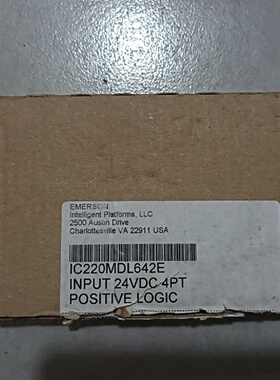 EMERSON
Intelligent Platforms, LLC
2500 Austin Drive
Charlottesville VA 22911 USA
IC220MDL642E
INPUT 24VDC 4PT
POSITIVE LOGIC